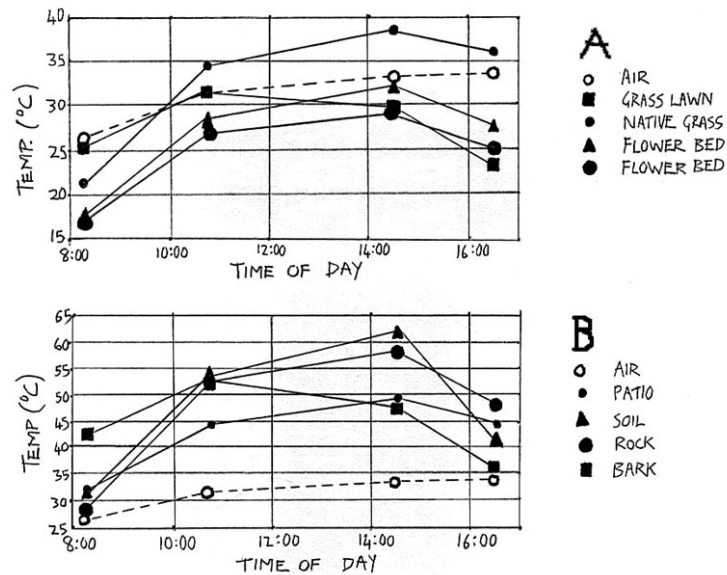 40
35
30
25
20
15
TEMP. (°C)
8:00 10:00 12:00 14:00 16:00
TIME OF DAY
A
AIR
GRASS LAWN
NATIVE GRASS
FLOWER BED
FLOWER BED
65
60
55
50
45
40
35
30
25
TEMP (°C)
8:00 10:00 12:00 14:00 16:00
TIME OF DAY
B
AIR
PATIO
SOIL
ROCK
BARK